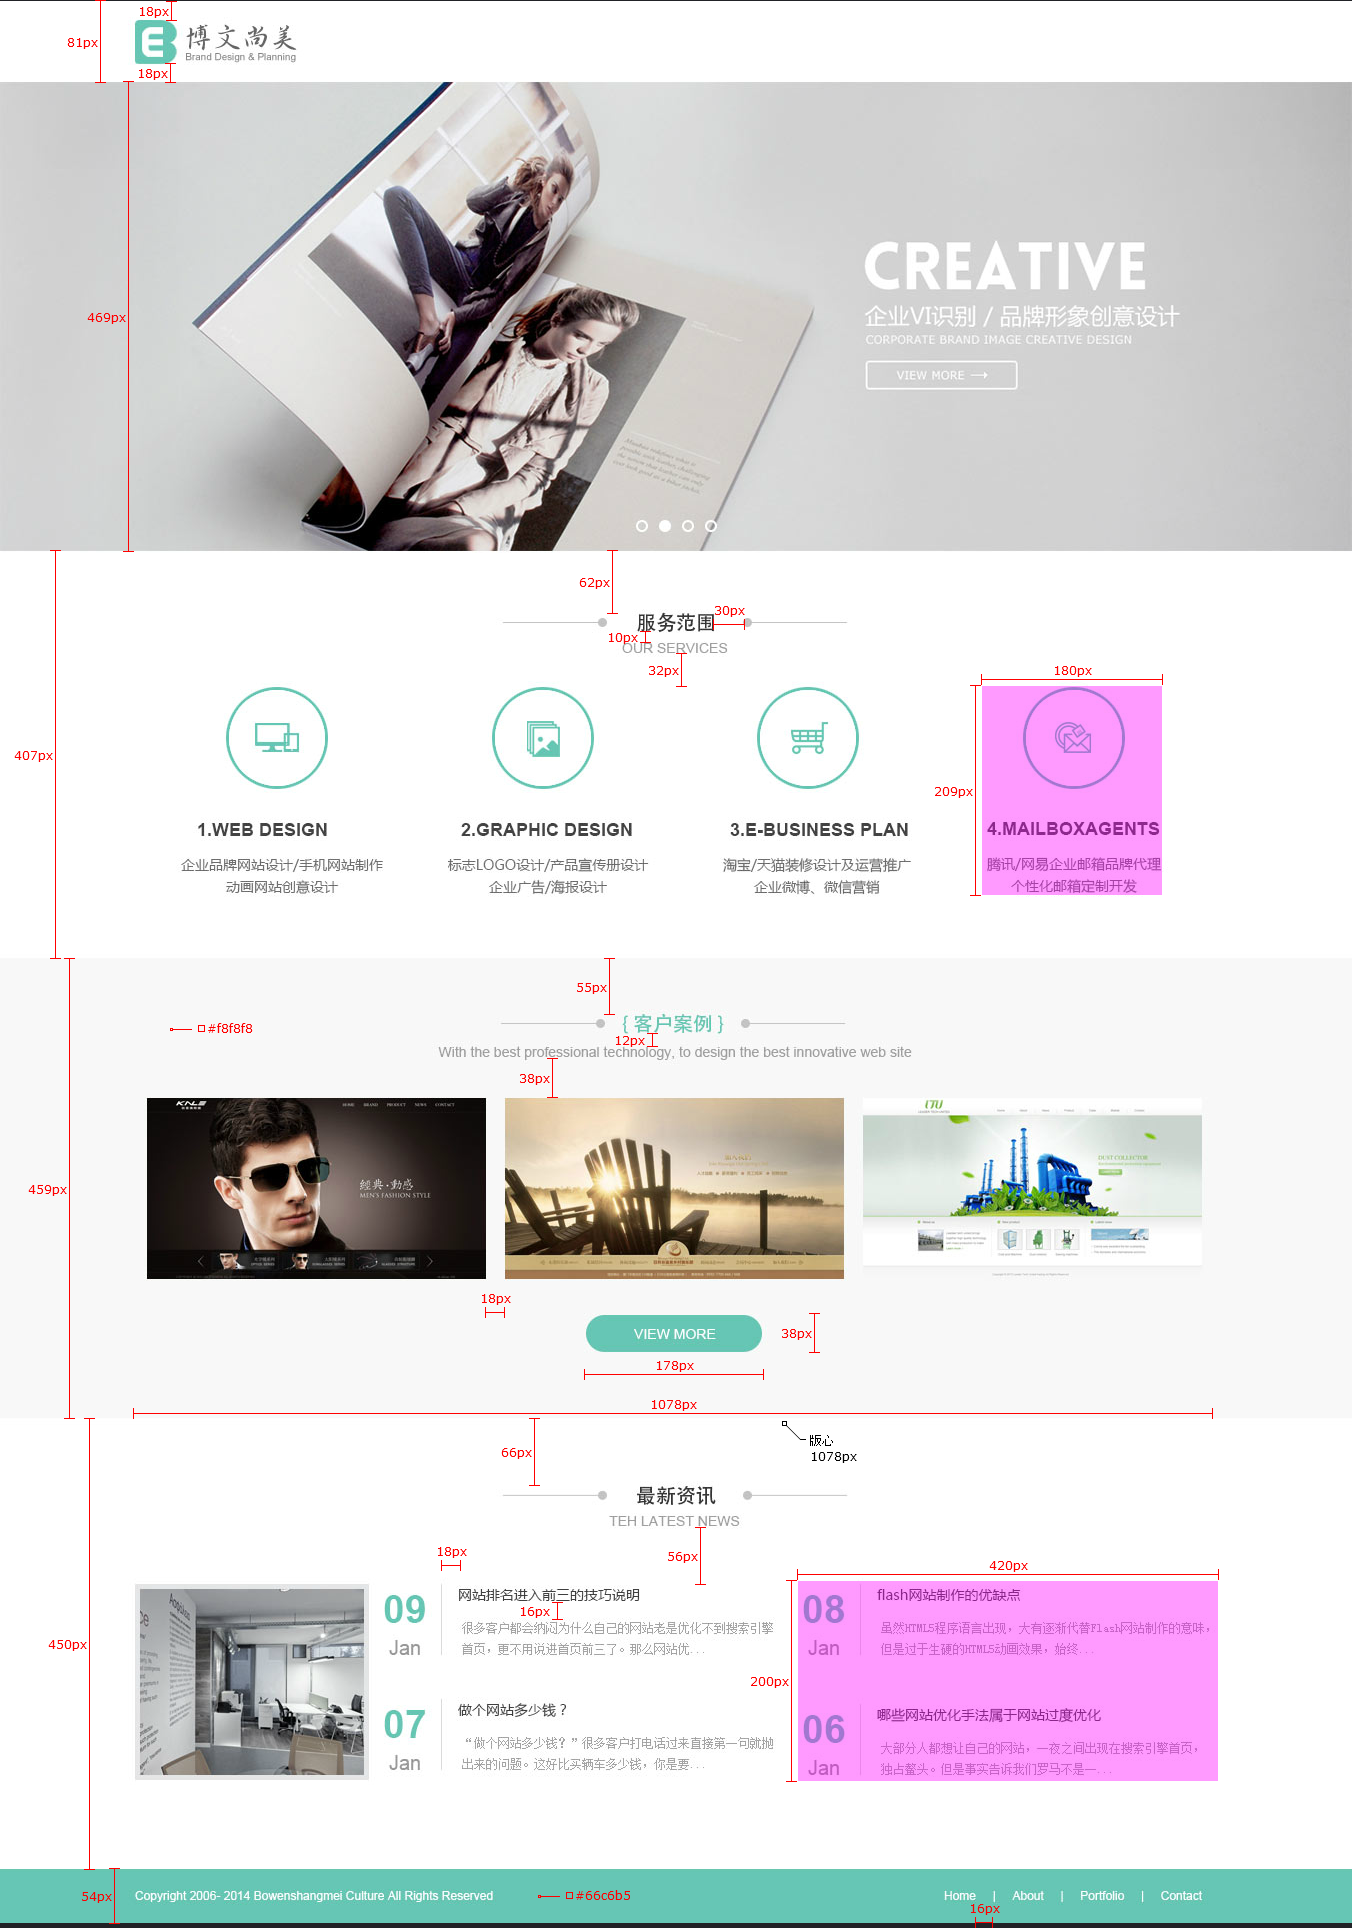 18px
81px
博文尚美
Brand Design & Planning
18px
469px
CREATIVE
企业VI识别 / 品牌形象创意设计
CORPORATE BRAND IMAGE CREATIVE DESIGN
VIEW MORE
62px
30px
服务范围
10px
OUR SERVICES
32px
180px
407px
209px
1.WEB DESIGN
企业品牌网站设计/手机网站制作
动画网站创意设计
2.GRAPHIC DESIGN
标志LOGO设计/产品宣传册设计
企业广告/海报设计
3.E-BUSINESS PLAN
淘宝/天猫装修设计及运营推广
企业微博、微信营销
4.MAILBOXAGENTS
腾讯/网易企业邮箱品牌代理
个性化邮箱定制开发
55px
#f8f8f8
{ 客户案例 }
12px
With the best professional technology, to design the best innovative web site
38px
KNLE
HOME BRAND PRODUCT NEWS CONTACT
經典·動感
MEN'S FASHION STYLE
LTU
DUST COLLECTOR
459px
18px
VIEW MORE
38px
178px
1078px
版心
1078px
66px
最新资讯
TEH LATEST NEWS
56px
18px
420px
450px
09
Jan
网站排名进入前三的技巧说明
16px
很多客户都会纳闷为什么自己的网站老是优化不到搜索引擎
首页，更不用说进首页前三了。那么网站优...
07
Jan
做个网站多少钱？
“做个网站多少钱？”很多客户打电话过来直接第一句就抛
出来的问题。这好比买辆车多少钱，你是要...
200px
08
Jan
flash网站制作的优缺点
虽然HTML5程序语言出现，大有逐渐代替Flash网站制作的意味，
但是过于生硬的HTML5动画效果，始终...
06
Jan
哪些网站优化手法属于网站过度优化
大部分人都想让自己的网站，一夜之间出现在搜索引擎首页，
独占鳌头。但是事实告诉我们罗马不是一...
54px
Copyright 2006- 2014 Bowenshangmei Culture All Rights Reserved
#66c6b5
Home | About | Portfolio | Contact
16px